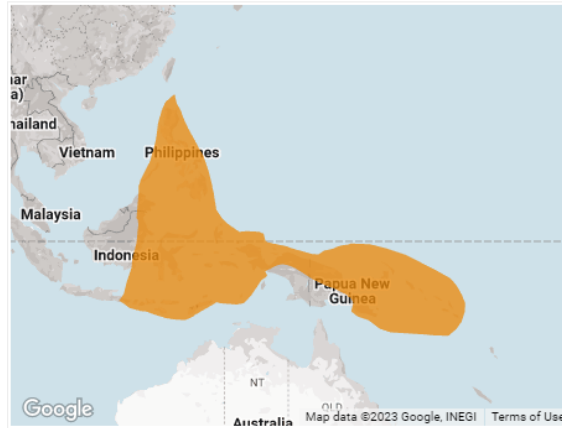 nar
a)
hailand
Vietnam
Philippines
Malaysia
Indonesia
Papua New
Guinea
NT
QLD
Australia
Google
Map data ©2023 Google, INEGI
Terms of Use